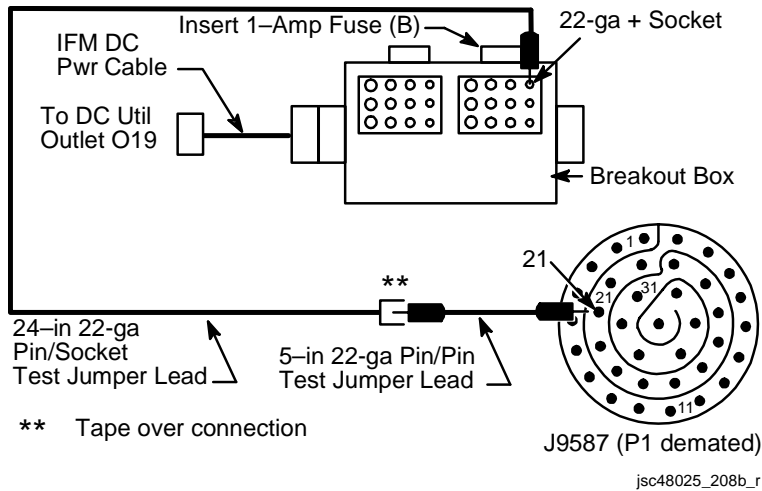 Insert 1–Amp Fuse (B)
22-ga + Socket
IFM DC
Pwr Cable
To DC Util
Outlet O19
Breakout Box
21
1
21
31
11
**
24–in 22-ga
Pin/Socket
Test Jumper Lead
5–in 22-ga Pin/Pin
Test Jumper Lead
** Tape over connection
J9587 (P1 demated)
jsc48025_208b_r